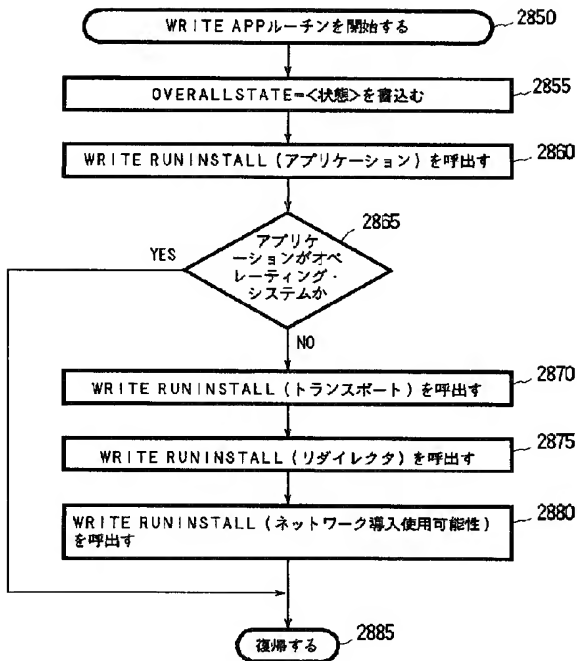 WRITE APPルーチンを開始する
2850
OVERALLSTATE=<状態>を書込む
2855
WRITE RUNINSTALL(アプリケーション)を呼出す
2860
アプリケ
ーションがオペ
レーティング・
システムか
2865
YES
NO
WRITE RUNINSTALL(トランスポート)を呼出す
2870
WRITE RUNINSTALL(リダイレクタ)を呼出す
2875
WRITE RUNINSTALL(ネットワーク導入使用可能性)
を呼出す
2880
復帰する
2885